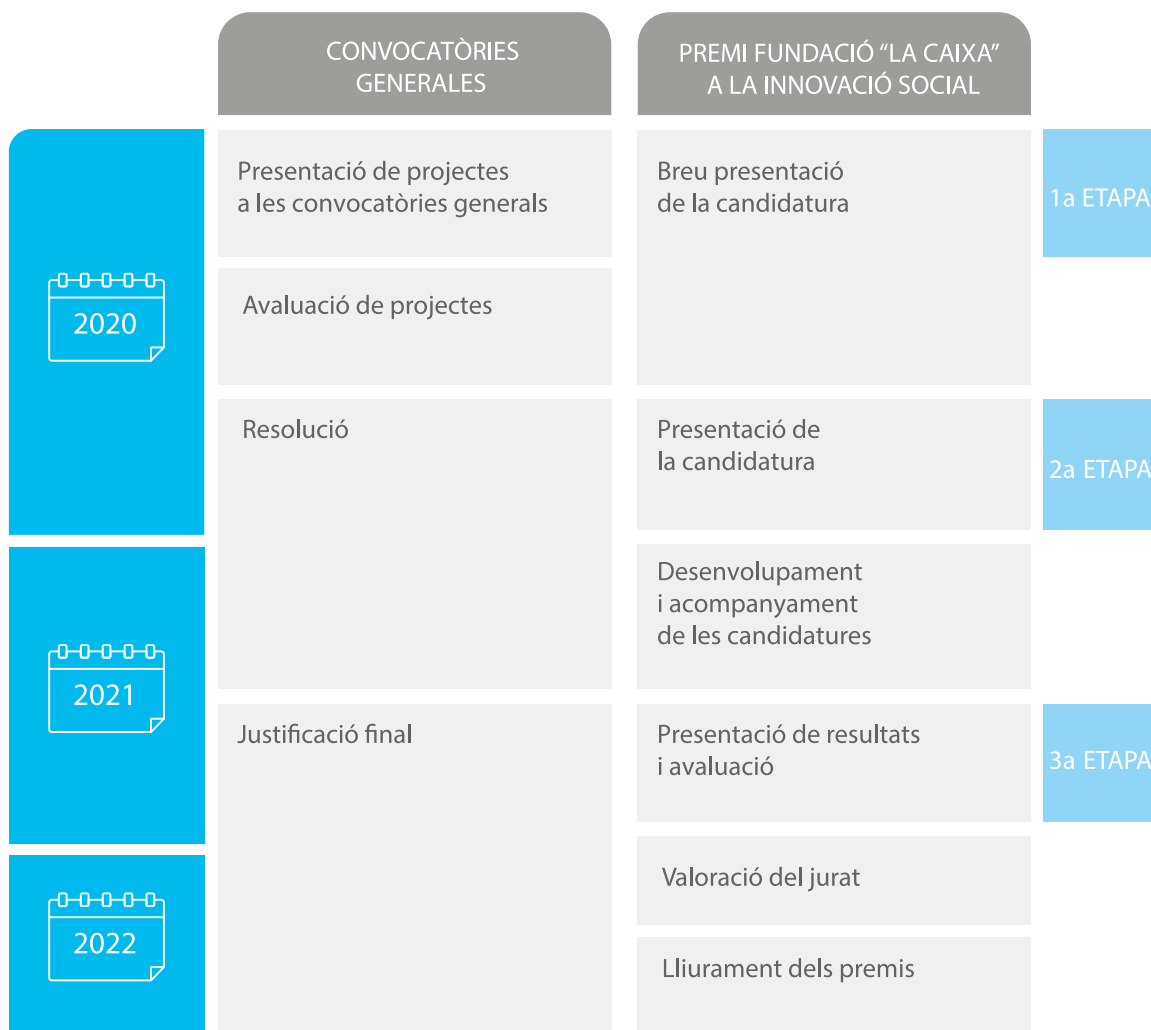 CONVOCATÒRIES
GENERALES
PREMI FUNDACIÓ “LA CAIXA”
A LA INNOVACIÓ SOCIAL
2020
Presentació de projectes
a les convocatòries generals
Breu presentació
de la candidatura
1a ETAPA
Avaluació de projectes
Resolució
Presentació de
la candidatura
2a ETAPA
2021
Desenvolupament
i acompanyament
de les candidatures
Justificació final
Presentació de resultats
i avaluació
3a ETAPA
2022
Valoració del jurat
Lliurament dels premis